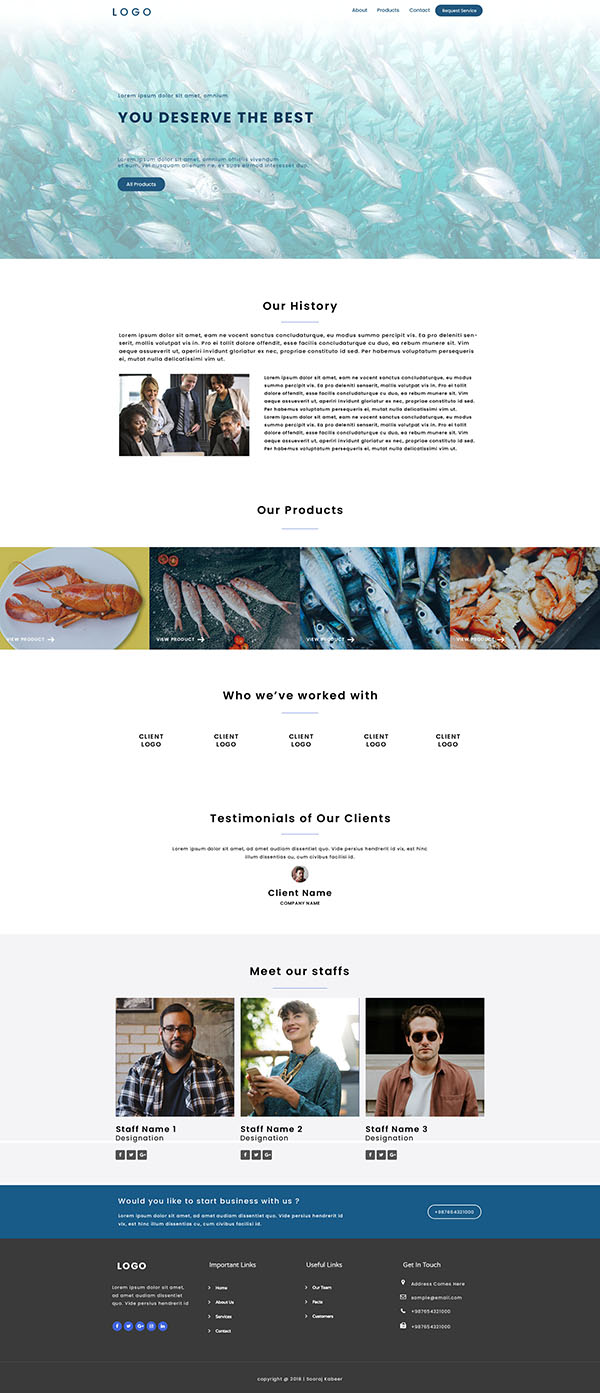 LOGO
About Products Contact Request Service
Lorem ipsum dolor sit amet, omnium
YOU DESERVE THE BEST
Lorem ipsum dolor sit amet, omnium officiis vivendum
et eum, vel nusquam alienum ne, ex suas eirmod interesset duo.
All Products
Our History
Lorem ipsum dolor sit amet, eam ne vocent sanctus concludaturque, eu modus summo percipit vis. Ea pro deleniti sen-
serit, mollis volutpat vis in. Pro ei tollit dolore offendit, esse facilis concludaturque cu duo, ea rebum munere sit. Vim
aeque assueverit ut, aperiri invidunt gloriatur ex nec, propriae constituto id sed. Per habemus voluptatum persequeris
ei, mutat nulla delicatissimi vim ut.
Lorem ipsum dolor sit amet, eam ne vocent sanctus concludaturque, eu modus
summo percipit vis. Ea pro deleniti senserit, mollis volutpat vis in. Pro ei tollit
dolore offendit, esse facilis concludaturque cu duo, ea rebum munere sit. Vim
aeque assueverit ut, aperiri invidunt gloriatur ex nec, propriae constituto id sed.
Per habemus voluptatum persequeris ei, mutat nulla delicatissimi vim ut.
Lorem ipsum dolor sit amet, eam ne vocent sanctus concludaturque, eu modus
summo percipit vis. Ea pro deleniti senserit, mollis volutpat vis in. Pro ei tollit
dolore offendit, esse facilis concludaturque cu duo, ea rebum munere sit. Vim
aeque assueverit ut, aperiri invidunt gloriatur ex nec, propriae constituto id sed.
Per habemus voluptatum persequeris ei, mutat nulla delicatissimi vim ut.
Our Products
VIEW PRODUCT VIEW PRODUCT VIEW PRODUCT VIEW PRODUCT
Who we’ve worked with
CLIENT CLIENT CLIENT CLIENT CLIENT
LOGO LOGO LOGO LOGO LOGO
Testimonials of Our Clients
Lorem ipsum dolor sit amet, ad amet audiam dissentiet quo. Vide persius hendrerit id vix, est hinc
illum dissentias cu, cum civibus facilisi id.
Client Name
COMPANY NAME
Meet our staffs
Staff Name 1 Staff Name 2 Staff Name 3
Designation Designation Designation
Would you like to start business with us ?
Lorem ipsum dolor sit amet, ad amet audiam dissentiet quo. Vide persius hendrerit id
vix, est hinc illum dissentias cu, cum civibus facilisi id.
+987654321000
LOGO
Lorem ipsum dolor sit amet,
ad amet audiam dissentiet quo.
Vide persius hendrerit id
Important Links
Home
About Us
Services
Contact
Useful Links
Our Team
Facts
Customers
Get In Touch
Address Comes Here
sample@email.com
+987654321000
+987654321000
copyright @ 2018 | Sooraj Kabeer